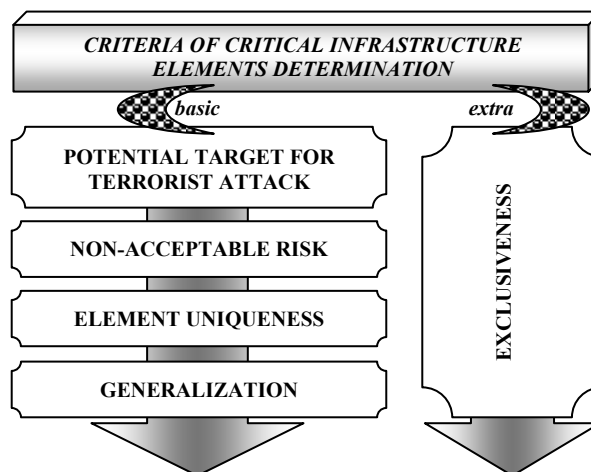 CRITERIA OF CRITICAL INFRASTRUCTURE
ELEMENTS DETERMINATION
basic
extra
POTENTIAL TARGET FOR
TERRORIST ATTACK
NON-ACCEPTABLE RISK
ELEMENT UNIQUENESS
GENERALIZATION
EXCLUSIVENESS